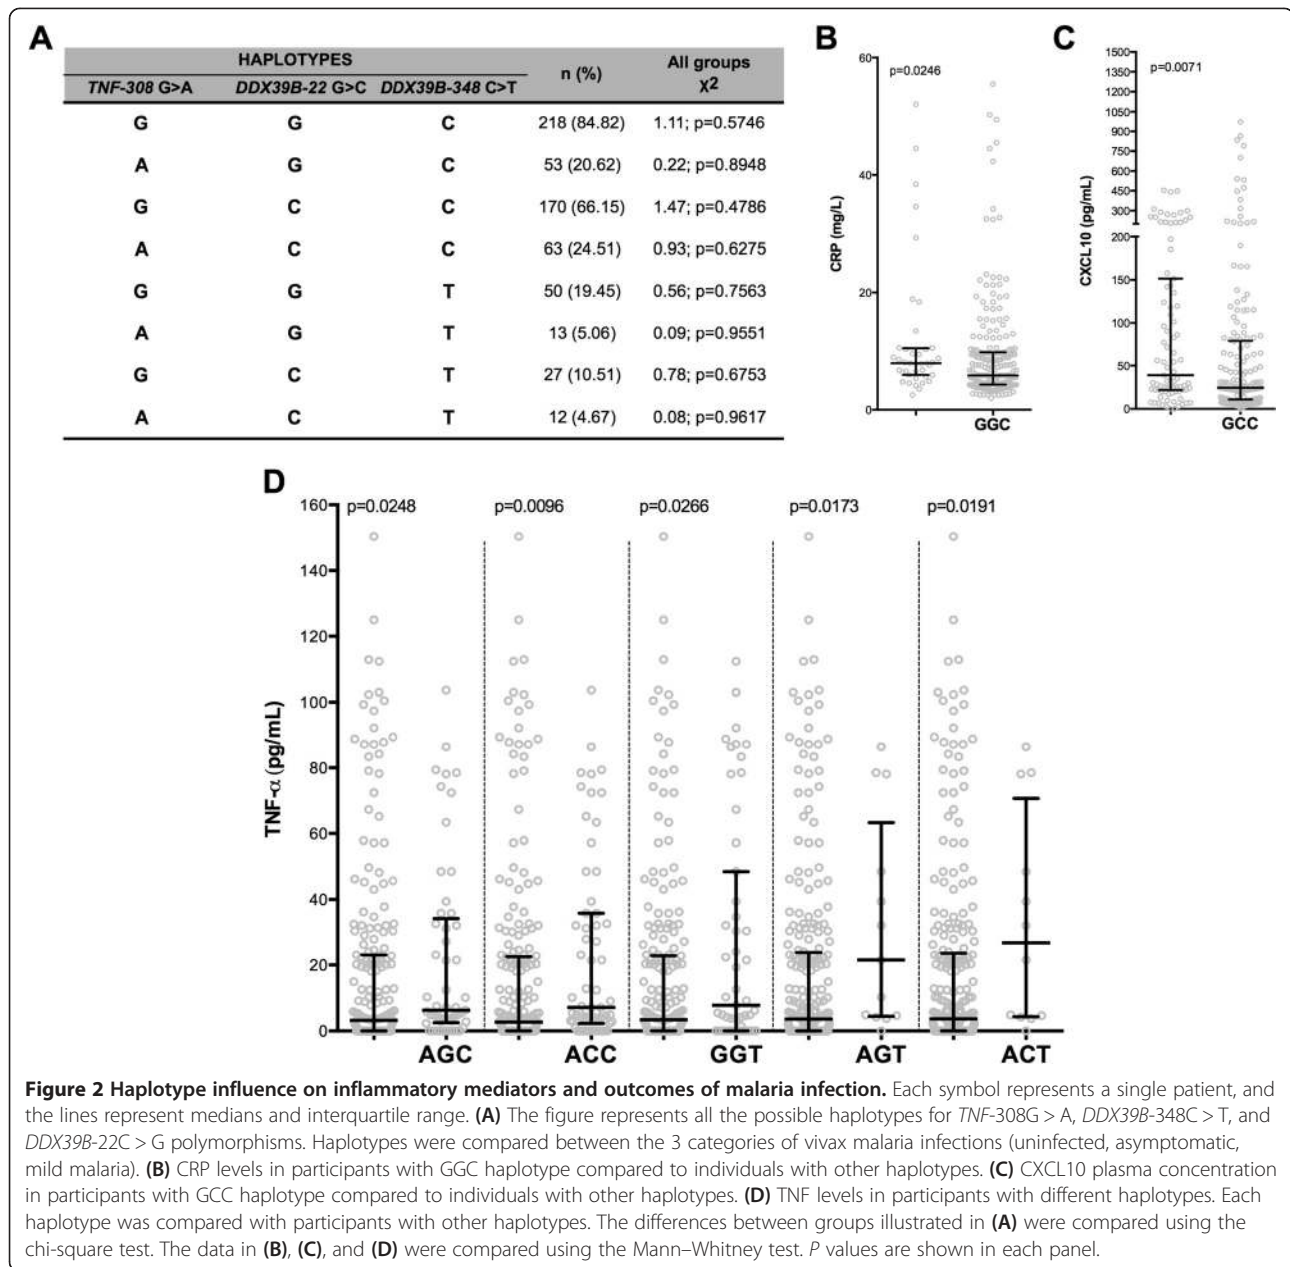 A
HAPLOTYPES
n (%)
All groups
χ2
TNF-308 G>A DDX39B-22 G>C DDX39B-348 C>T
G G C 218 (84.82) 1.11; p=0.5746
A G C 53 (20.62) 0.22; p=0.8948
G C C 170 (66.15) 1.47; p=0.4786
A C C 63 (24.51) 0.93; p=0.6275
G G T 50 (19.45) 0.56; p=0.7563
A G T 13 (5.06) 0.09; p=0.9551
G C T 27 (10.51) 0.78; p=0.6753
A C T 12 (4.67) 0.08; p=0.9617
B
p=0.0246
CRP (mg/L)
60
40
20
0
GGC
C
p=0.0071
CXCL10 (pg/mL)
1500
1350
1200
1050
900
750
600
450
300
200
150
100
50
0
GCC
D
p=0.0248 p=0.0096 p=0.0266 p=0.0173 p=0.0191
TNF-α (pg/mL)
160
140
120
100
80
60
40
20
0
AGC ACC GGT AGT ACT
Figure 2 Haplotype influence on inflammatory mediators and outcomes of malaria infection. Each symbol represents a single patient, and
the lines represent medians and interquartile range. (A) The figure represents all the possible haplotypes for TNF-308G > A, DDX39B-348C > T, and
DDX39B-22C > G polymorphisms. Haplotypes were compared between the 3 categories of vivax malaria infections (uninfected, asymptomatic,
mild malaria). (B) CRP levels in participants with GGC haplotype compared to individuals with other haplotypes. (C) CXCL10 plasma concentration
in participants with GCC haplotype compared to individuals with other haplotypes. (D) TNF levels in participants with different haplotypes. Each
haplotype was compared with participants with other haplotypes. The differences between groups illustrated in (A) were compared using the
chi-square test. The data in (B), (C), and (D) were compared using the Mann–Whitney test. P values are shown in each panel.